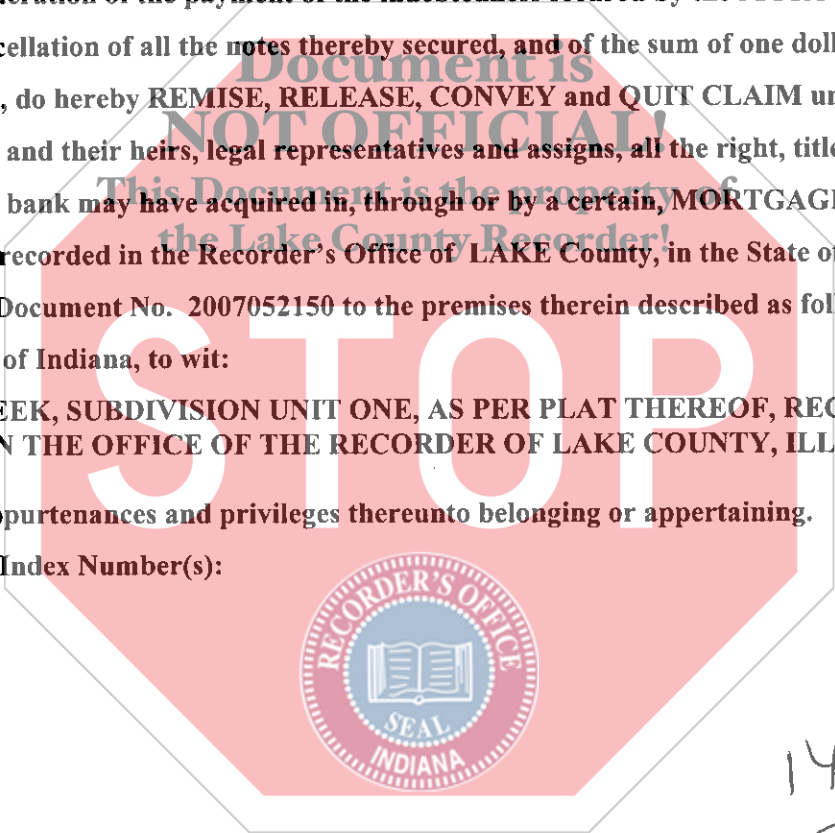 cellation of all the notes thereby secured, and of the sum of one doll
Document is
, do hereby REMISE, RELEASE, CONVEY and QUIT CLAIM un
NOT OFFICIAL!
and their heirs, legal representatives and assigns, all the right, title
This Document is the property of
bank may have acquired in, through or by a certain, MORTGAGE
the Lake County Recorder!
recorded in the Recorder's Office of LAKE County, in the State o
Document No. 2007052150 to the premises therein described as fol
of Indiana, to wit:
EEK, SUBDIVISION UNIT ONE, AS PER PLAT THEREOF, REC
N THE OFFICE OF THE RECORDER OF LAKE COUNTY, ILL
STOP
ppurtenances and privileges thereunto belonging or appertaining.
Index Number(s):
RECORDER'S OFFICE
SEAL
INDIANA
14